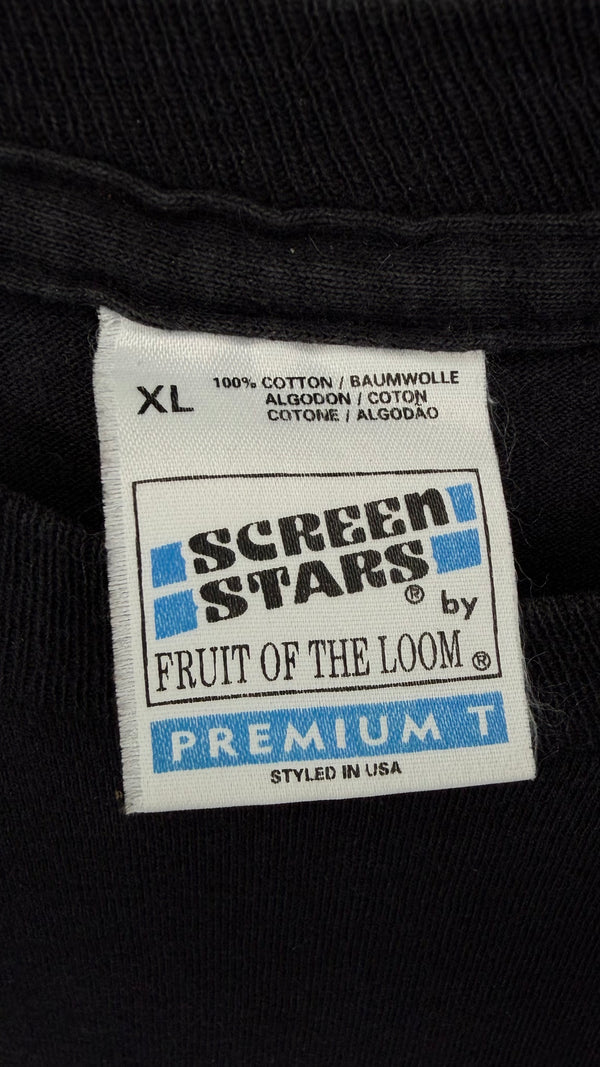 XL
100% COTTON / BAUMWOLLE
ALGODON / COTON
COTONE / ALGODÃO
SCREEN
STARS ® by
FRUIT OF THE LOOM ®
PREMIUM T
STYLED IN USA